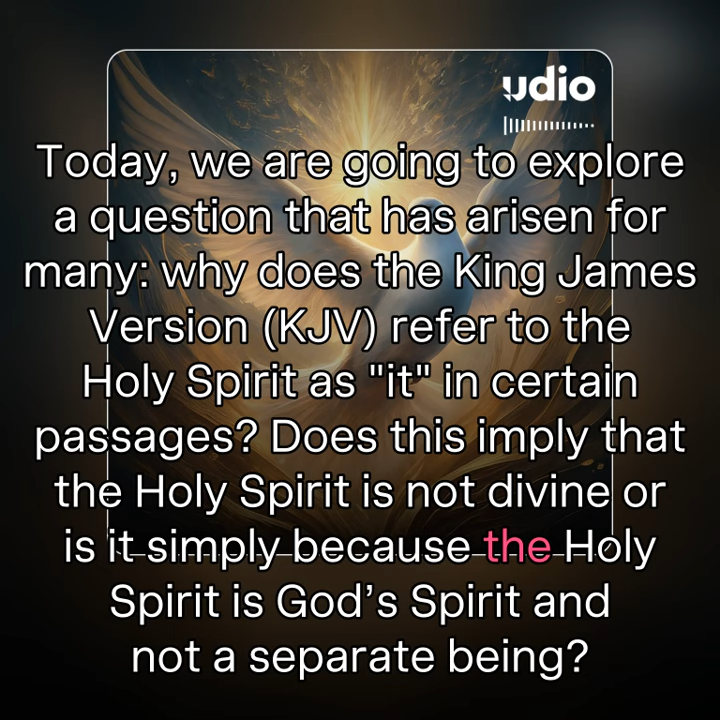 udio
Today, we are going to explore
a question that has arisen for
many: why does the King James
Version (KJV) refer to the
Holy Spirit as "it" in certain
passages? Does this imply that
the Holy Spirit is not divine or
is it simply because the Holy
Spirit is God’s Spirit and
not a separate being?